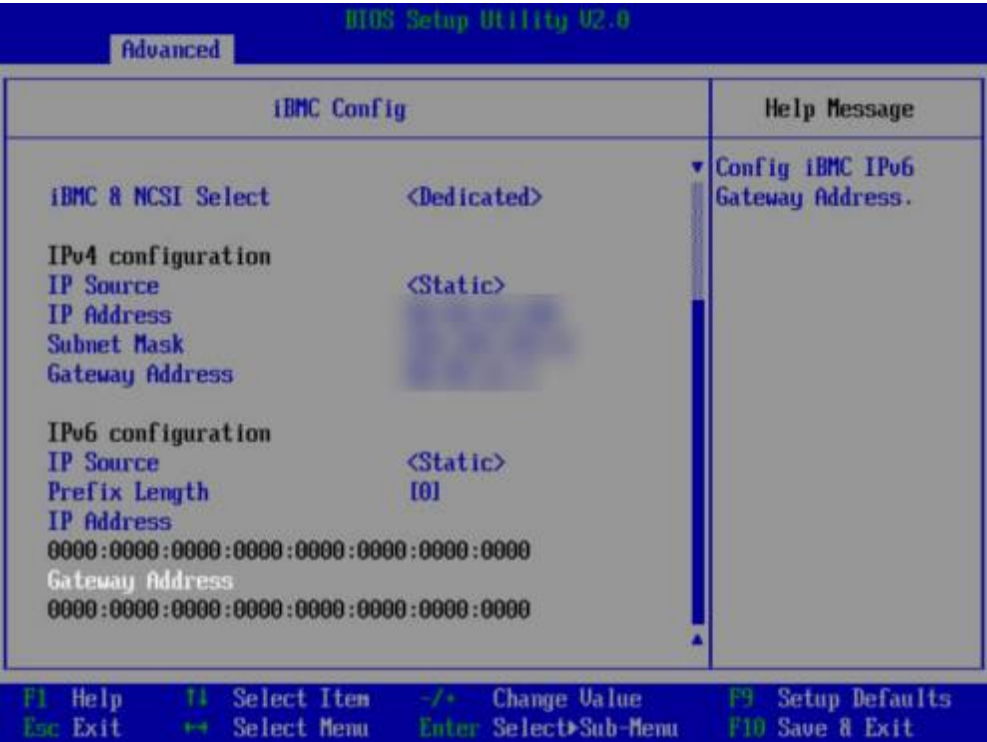 BIOS Setup Utility V2.0
Advanced
iBMC Config
Help Message
iBMC & NCSI Select <Dedicated>
IPv4 configuration
IP Source <Static>
IP Address
Subnet Mask
Gateway Address
IPv6 configuration
IP Source <Static>
Prefix Length [0]
IP Address
0000:0000:0000:0000:0000:0000:0000:0000
Gateway Address
0000:0000:0000:0000:0000:0000:0000:0000
Config iBMC IPv6
Gateway Address.
F1 Help ↑↓ Select Item -/+ Change Value F9 Setup Defaults
Esc Exit ←→ Select Menu Enter Select▶Sub-Menu F10 Save & Exit